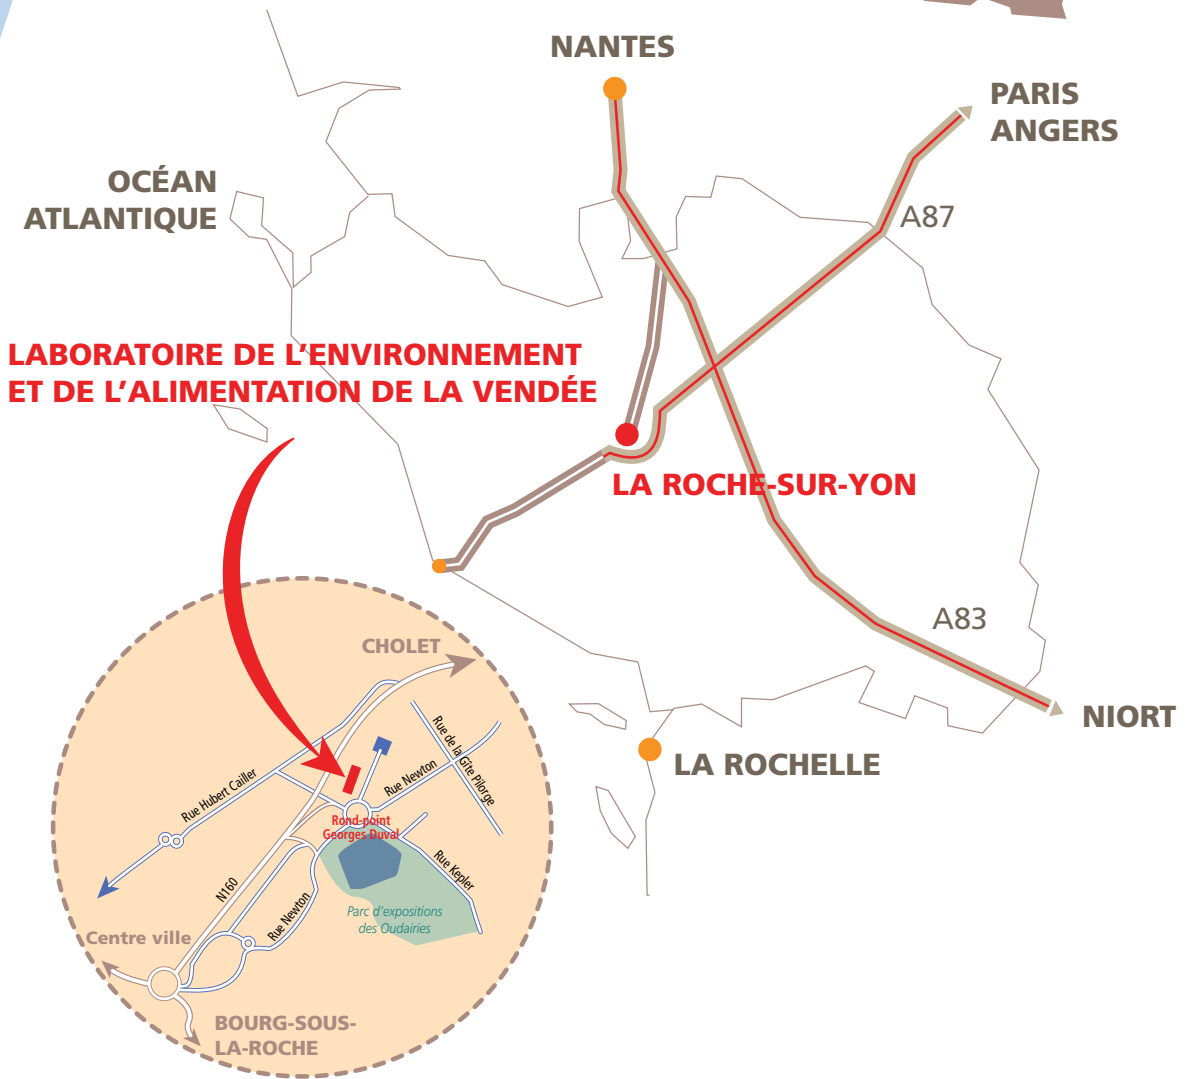 NANTES
PARIS
ANGERS
OCÉAN
ATLANTIQUE
A87
LABORATOIRE DE L'ENVIRONNEMENT
ET DE L'ALIMENTATION DE LA VENDÉE
LA ROCHE-SUR-YON
A83
NIORT
LA ROCHELLE
CHOLET
Rue de la Gîte Pilorge
Rue Newton
Rue Hubert Cailler
Rond-point
Georges Duval
Rue Kepler
N160
Rue Newton
Parc d'expositions
des Oudairies
Centre ville
BOURG-SOUS-
LA-ROCHE